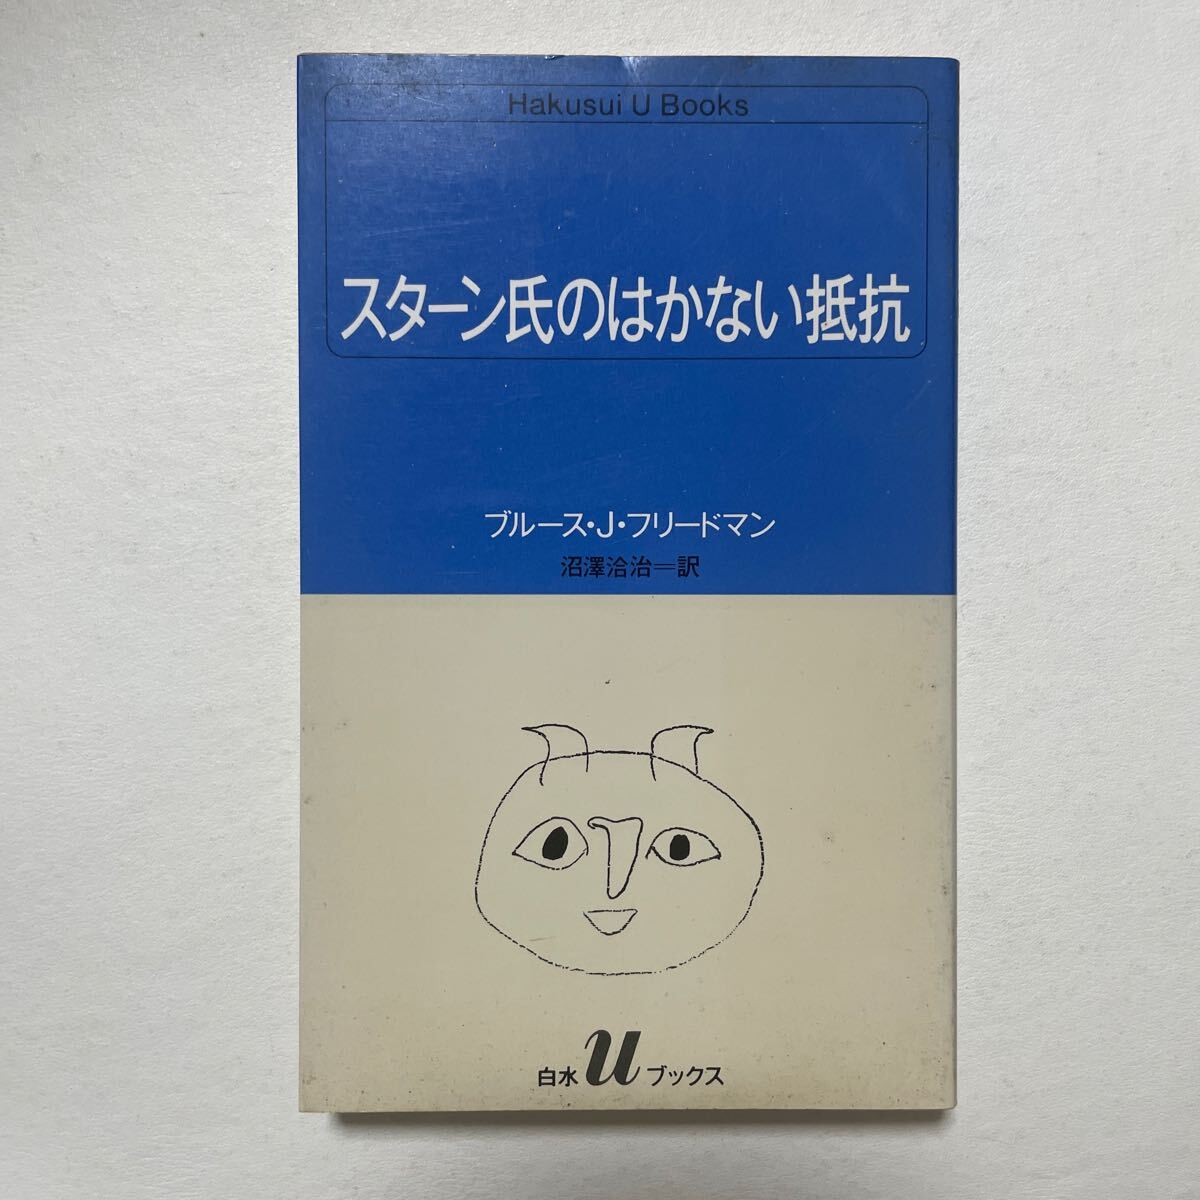 Hakusui U Books
スターン氏のはかない抵抗
ブルース・J・フリードマン
沼澤洽治＝訳
白水 u ブックス